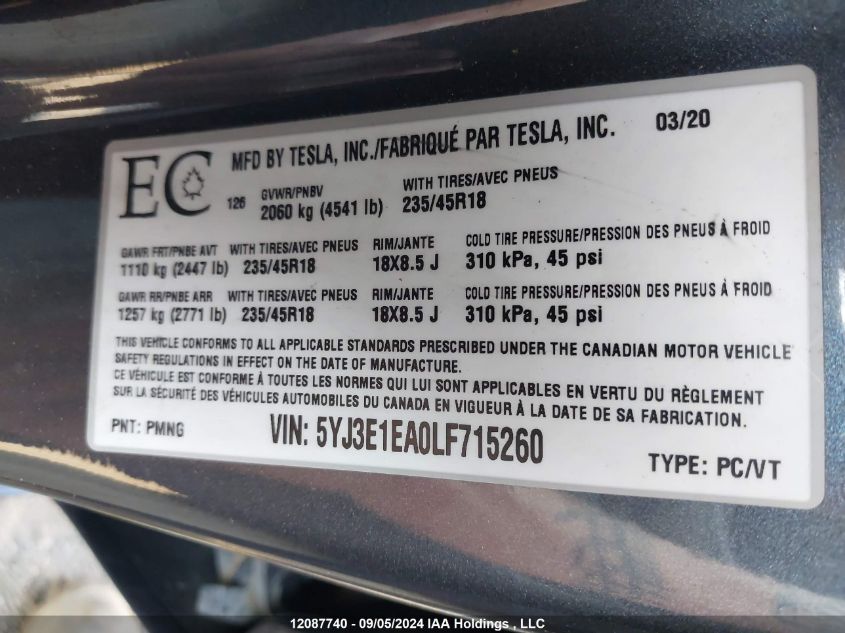 EC
MFD BY TESLA, INC./FABRIQUÉ PAR TESLA, INC. 03/20
126 GVWR/PNBV WITH TIRES/AVEC PNEUS
2060 kg (4541 lb) 235/45R18
GAWR FRT/PNBE AVT WITH TIRES/AVEC PNEUS RIM/JANTE COLD TIRE PRESSURE/PRESSION DES PNEUS À FROID
1110 kg (2447 lb) 235/45R18 18X8.5 J 310 kPa, 45 psi
GAWR RR/PNBE ARR WITH TIRES/AVEC PNEUS RIM/JANTE COLD TIRE PRESSURE/PRESSION DES PNEUS À FROID
1257 kg (2771 lb) 235/45R18 18X8.5 J 310 kPa, 45 psi
THIS VEHICLE CONFORMS TO ALL APPLICABLE STANDARDS PRESCRIBED UNDER THE CANADIAN MOTOR VEHICLE
SAFETY REGULATIONS IN EFFECT ON THE DATE OF MANUFACTURE.
CE VÉHICULE EST CONFORME À TOUTES LES NORMES QUI LUI SONT APPLICABLES EN VERTU DU RÈGLEMENT
SUR LA SÉCURITÉ DES VÉHICULES AUTOMOBILES DU CANADA EN VIGUEUR À LA DATE DE SA FABRICATION.
PNT: PMNG VIN: 5YJ3E1EA0LF715260 TYPE: PC/VT
12087740 - 09/05/2024 IAA Holdings , LLC